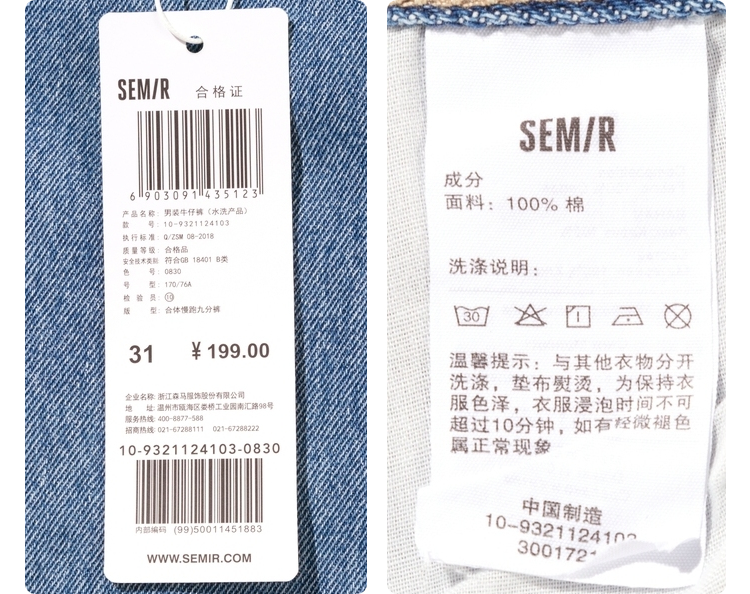 SEMIR
合格证
6 903091 435123
产品名称: 男装牛仔裤（水洗产品）
款 号: 10-9321124103
执行标准: Q/ZSM 08-2018
质量等级: 合格品
安全技术类别: 符合GB 18401 B类
色 号: 0830
号 型: 170/76A
检 验 员:
版 型: 合体慢跑九分裤
31 ¥199.00
企业名称: 浙江森马服饰股份有限公司
地 址: 温州市瓯海区娄桥工业园南汇路98号
服务热线: 400-8877-588
招商热线: 021-67288111 021-67288222
10-9321124103-0830
内部编码 (99)50011451883
WWW.SEMIR.COM
SEMIR
成分
面料: 100% 棉
洗涤说明:
30
温馨提示: 与其他衣物分开
洗涤, 垫布熨烫, 为保持衣
服色泽, 衣服浸泡时间不可
超过10分钟, 如有轻微褪色
属正常现象
中国制造
10-9321124103
300172